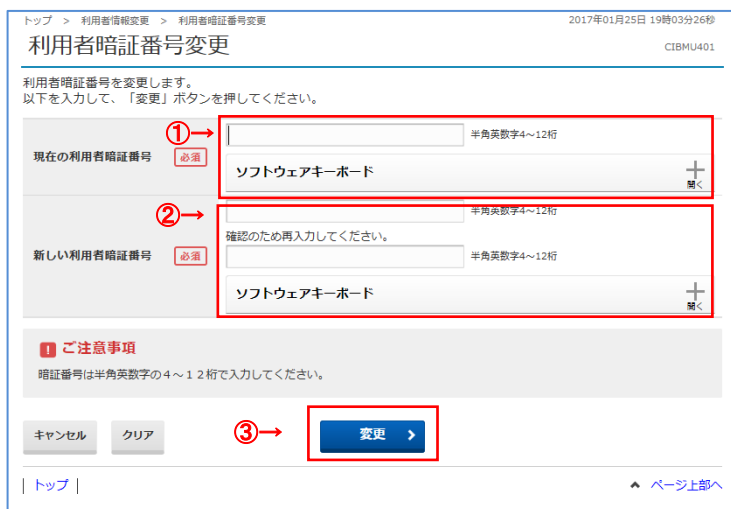 トップ > 利用者情報変更 > 利用者暗証番号変更
2017年01月25日 19時03分26秒
利用者暗証番号変更
CIBMU401
利用者暗証番号を変更します。
以下を入力して、「変更」ボタンを押してください。
①→
半角英数字4～12桁
現在の利用者暗証番号 必須
ソフトウェアキーボード
開く
②→
半角英数字4～12桁
確認のため再入力してください。
新しい利用者暗証番号 必須
半角英数字4～12桁
ソフトウェアキーボード
開く
! ご注意事項
暗証番号は半角英数字の４～１２桁で入力してください。
キャンセル クリア ③→ 変更 >
| トップ |
ページ上部へ